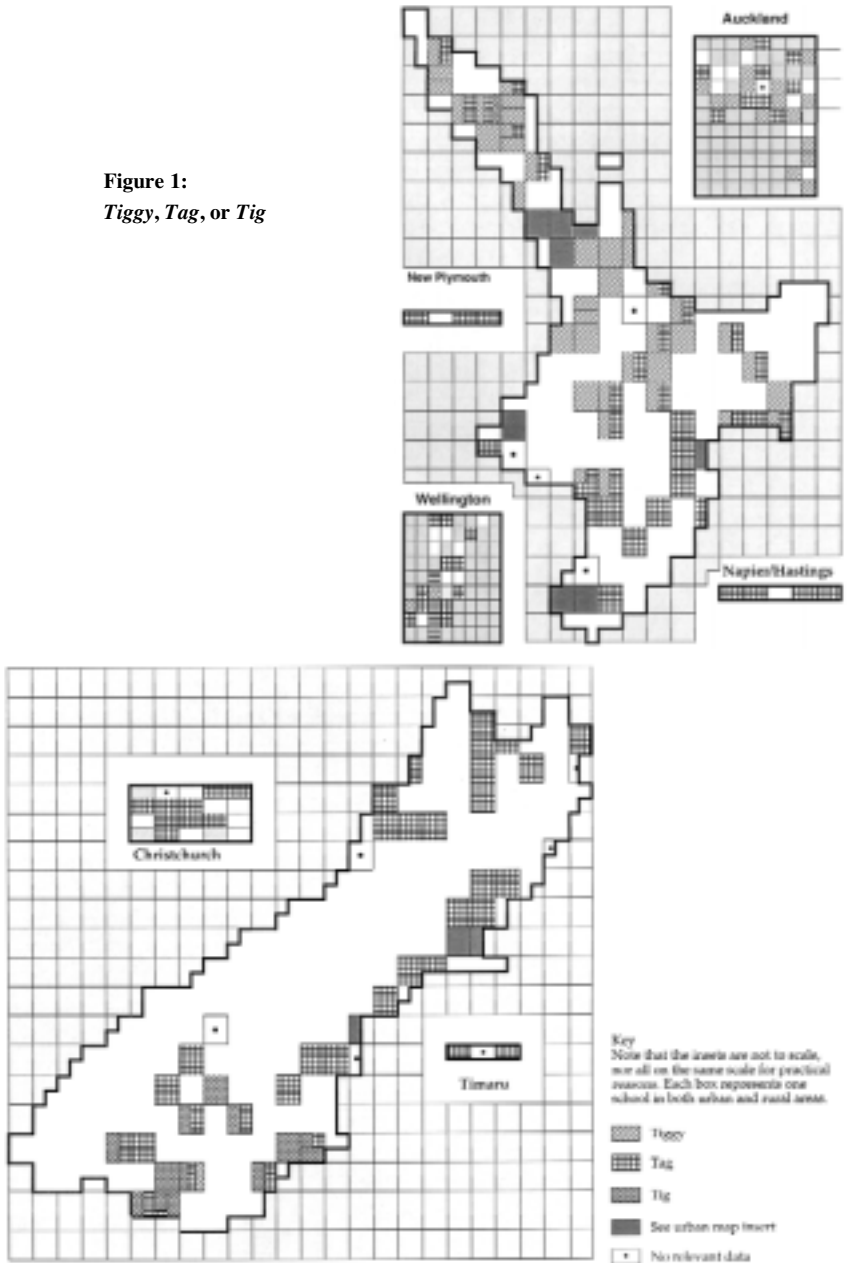 Figure 1:
Tiggy, Tag, or Tig
Auckland
New Plymouth
Wellington
Napier/Hastings
Christchurch
Timaru
Key
Note that the insets are not to scale,
nor all on the same scale for practical
reasons. Each box represents one
school in both urban and rural areas.
Tiggy
Tag
Tig
See urban map insert
No relevant data